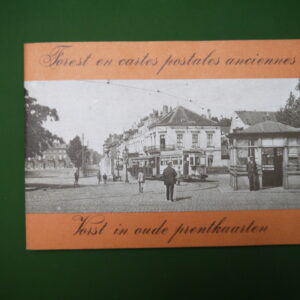 Forest en cartes postales anciennes
Vorst in oude prentkaarten